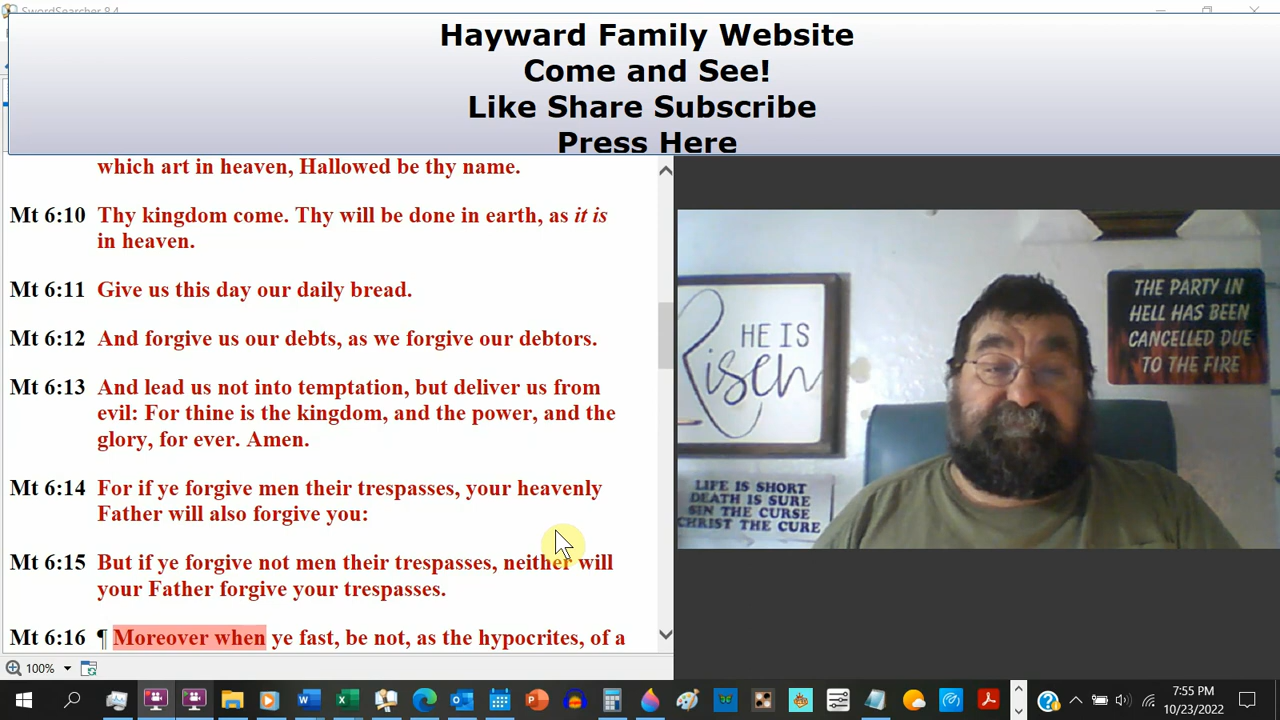 SwordSearcher 8.4
Hayward Family Website
Come and See!
Like Share Subscribe
Press Here
which art in heaven, Hallowed be thy name.
Mt 6:10 Thy kingdom come. Thy will be done in earth, as it is
in heaven.
Mt 6:11 Give us this day our daily bread.
Mt 6:12 And forgive us our debts, as we forgive our debtors.
Mt 6:13 And lead us not into temptation, but deliver us from
evil: For thine is the kingdom, and the power, and the
glory, for ever. Amen.
Mt 6:14 For if ye forgive men their trespasses, your heavenly
Father will also forgive you:
Mt 6:15 But if ye forgive not men their trespasses, neither will
your Father forgive your trespasses.
Mt 6:16 ¶ Moreover when ye fast, be not, as the hypocrites, of a
100%
HE IS
Risen
LIFE IS SHORT
DEATH IS SURE
SIN THE CURSE
CHRIST THE CURE
THE PARTY IN
HELL HAS BEEN
CANCELLED DUE
TO THE FIRE
7:55 PM
10/23/2022